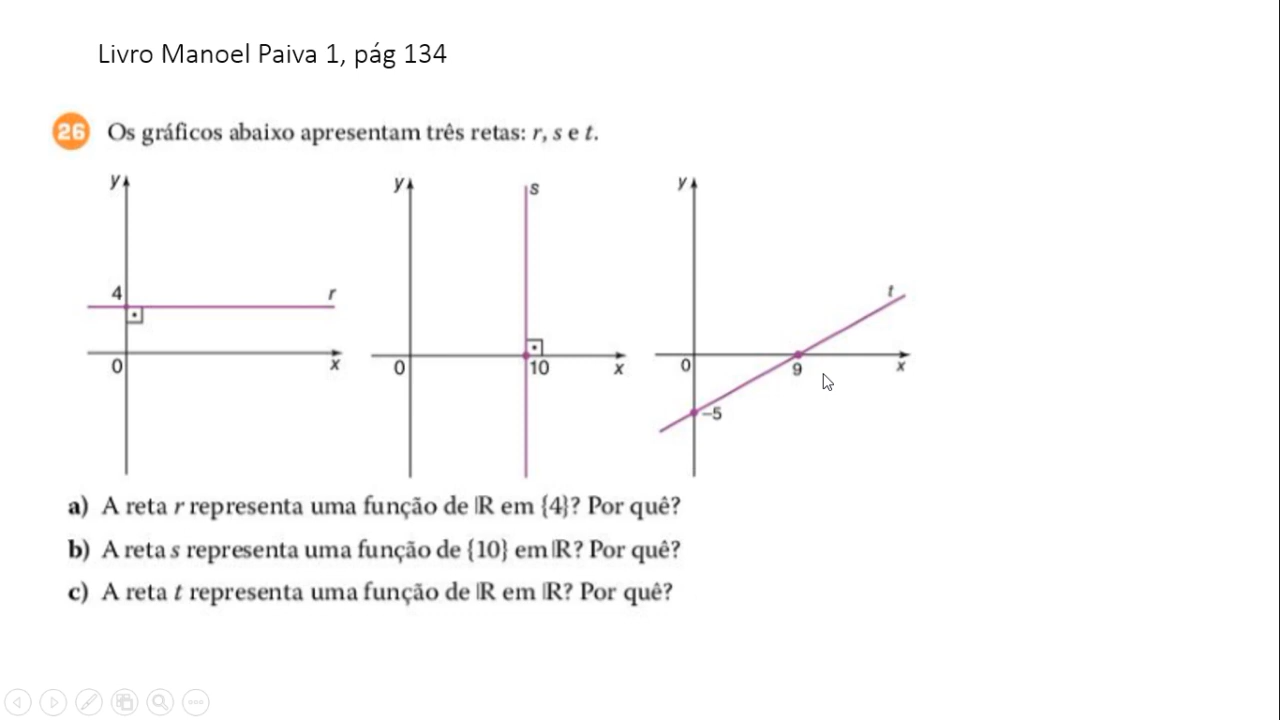 Livro Manoel Paiva 1, pág 134
26 Os gráficos abaixo apresentam três retas: r, s e t.
y
4
r
0
x
y
s
0
10
x
y
t
0
9
x
–5
a) A reta r representa uma função de ℝ em {4}? Por quê?
b) A reta s representa uma função de {10} em ℝ? Por quê?
c) A reta t representa uma função de ℝ em ℝ? Por quê?